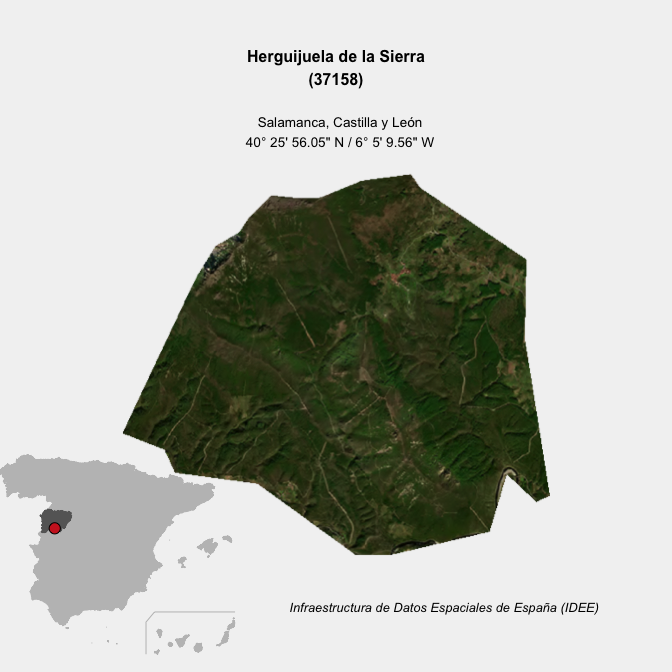 Herguijuela de la Sierra
(37158)
Salamanca, Castilla y León
40° 25' 56.05" N / 6° 5' 9.56" W
Infraestructura de Datos Espaciales de España (IDEE)